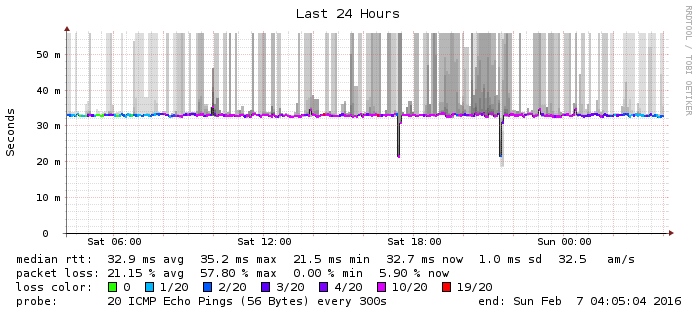 Last 24 Hours
RRDTOOL / TOBI OETIKER
Seconds
50 m
40 m
30 m
20 m
10 m
0
Sat 06:00 Sat 12:00 Sat 18:00 Sun 00:00
median rtt: 32.9 ms avg 35.2 ms max 21.5 ms min 32.7 ms now 1.0 ms sd 32.5 am/s
packet loss: 21.15 % avg 57.80 % max 0.00 % min 5.90 % now
loss color: 0 1/20 2/20 3/20 4/20 10/20 19/20
probe: 20 ICMP Echo Pings (56 Bytes) every 300s end: Sun Feb 7 04:05:04 2016